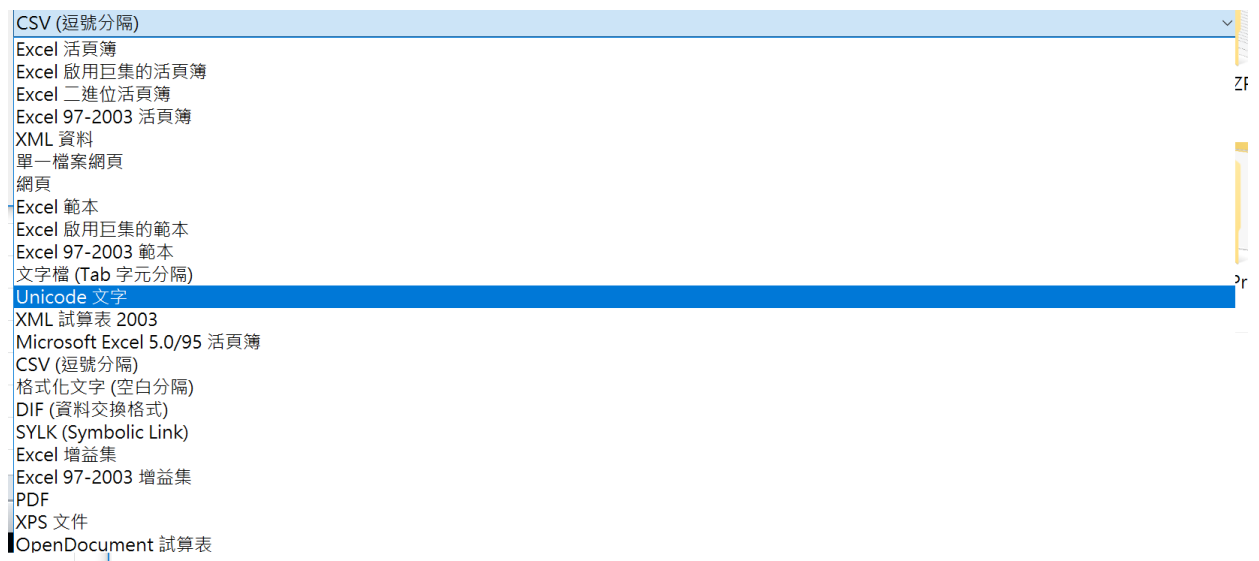 CSV (逗號分隔)
Excel 活頁簿
Excel 啟用巨集的活頁簿
Excel 二進位活頁簿
Excel 97-2003 活頁簿
XML 資料
單一檔案網頁
網頁
Excel 範本
Excel 啟用巨集的範本
Excel 97-2003 範本
文字檔 (Tab 字元分隔)
Unicode 文字
XML 試算表 2003
Microsoft Excel 5.0/95 活頁簿
CSV (逗號分隔)
格式化文字 (空白分隔)
DIF (資料交換格式)
SYLK (Symbolic Link)
Excel 增益集
Excel 97-2003 增益集
PDF
XPS 文件
OpenDocument 試算表